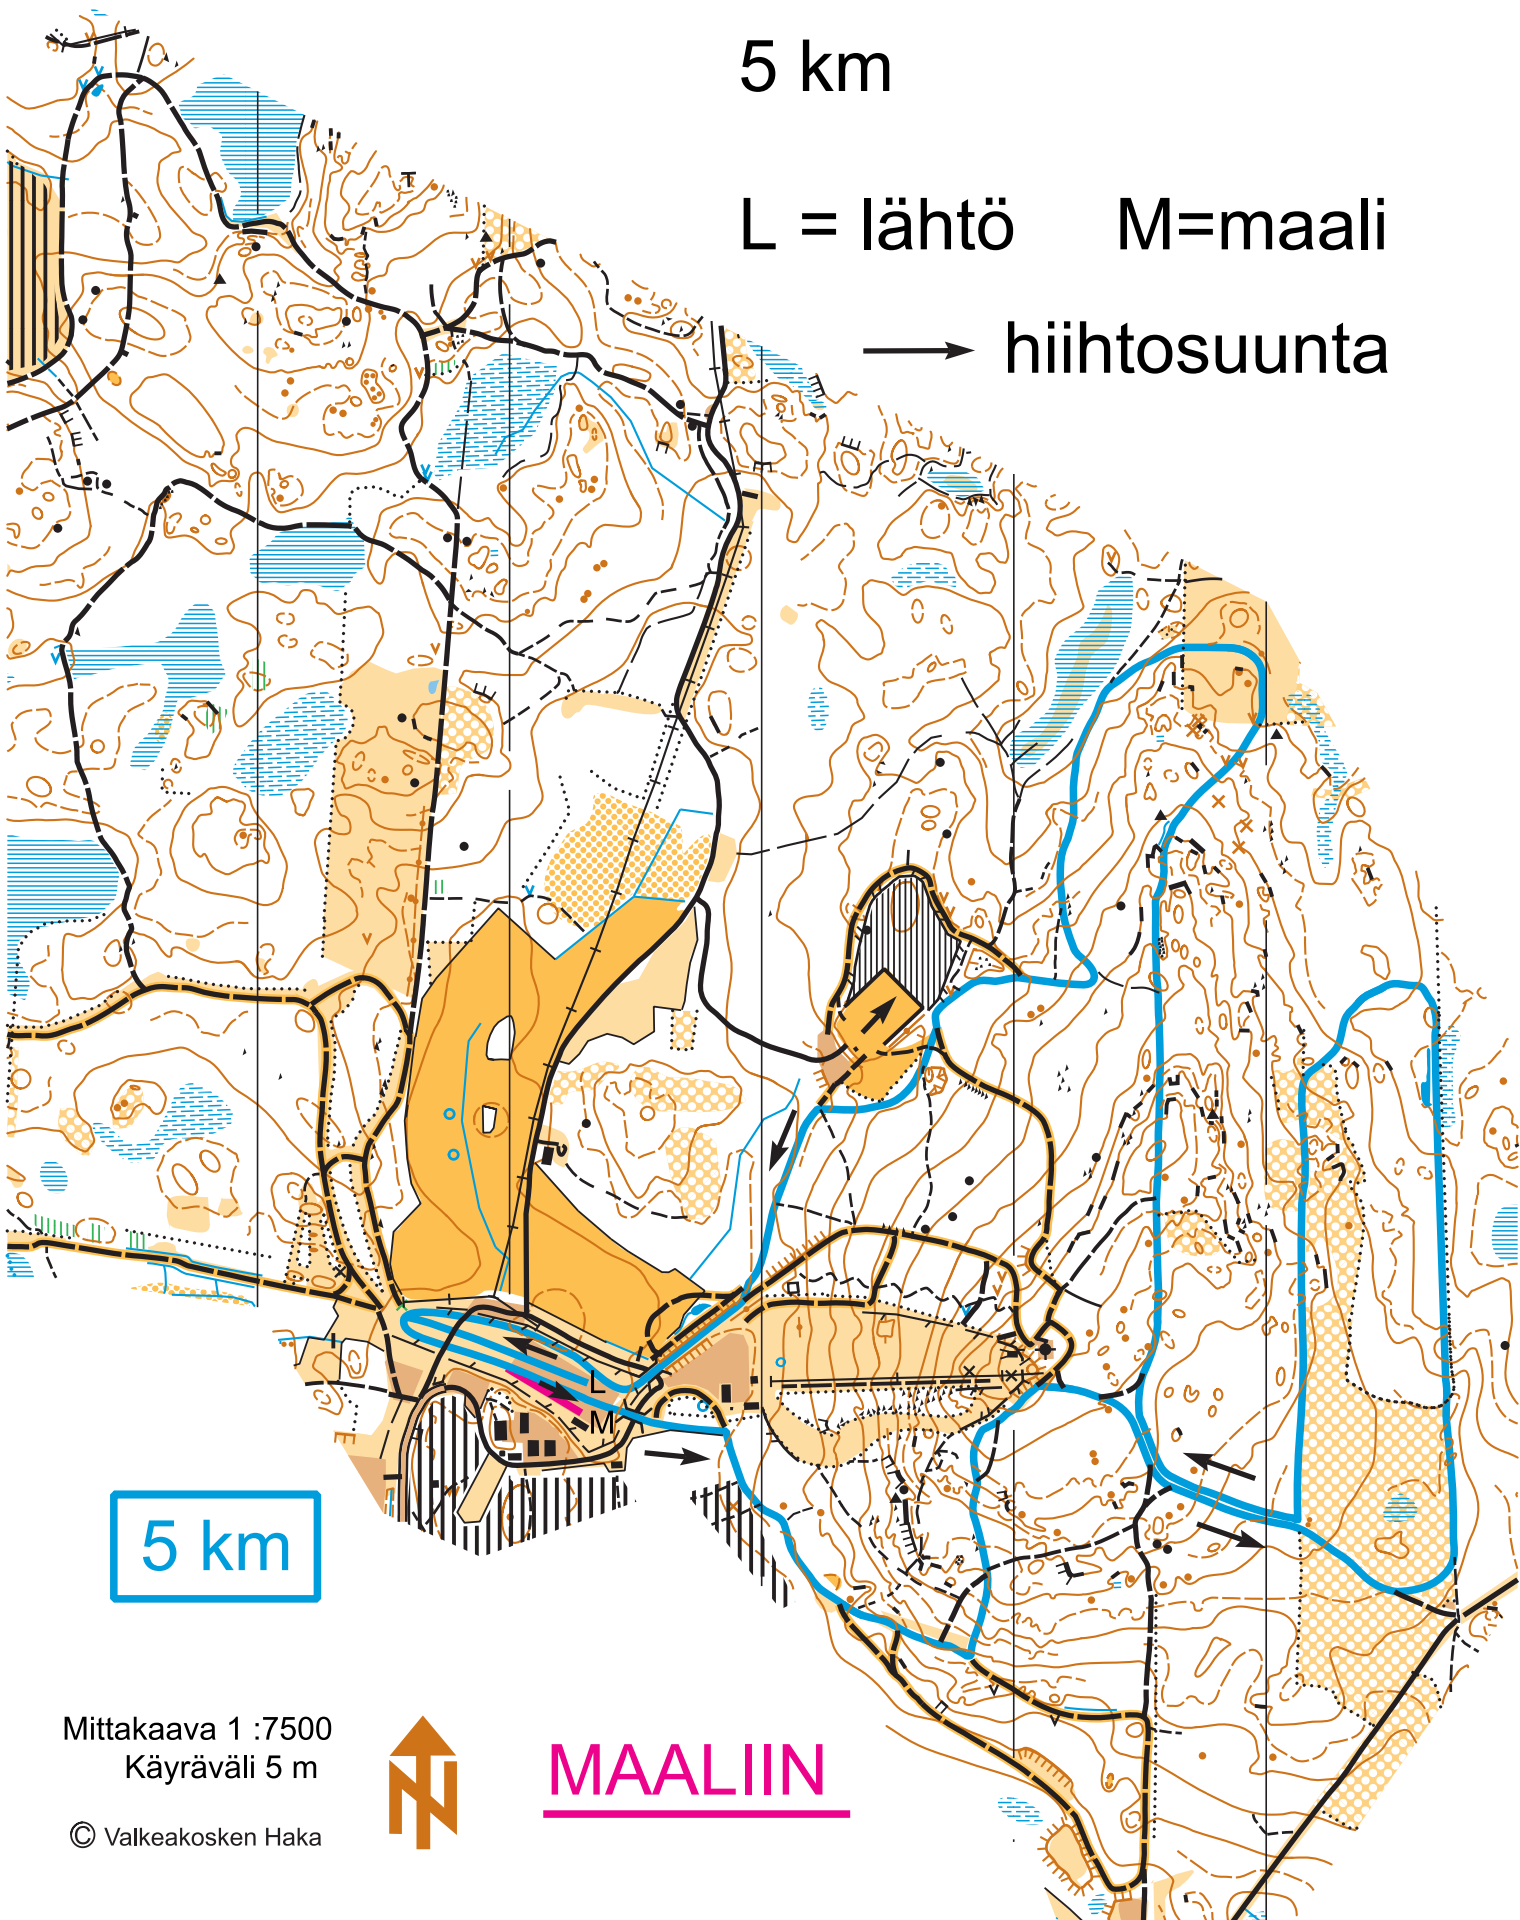 5 km
L = lähtö M=maali
hiihtosuunta
L
M
5 km
Mittakaava 1 :7500
Käyräväli 5 m
MAALIIN
© Valkeakosken Haka